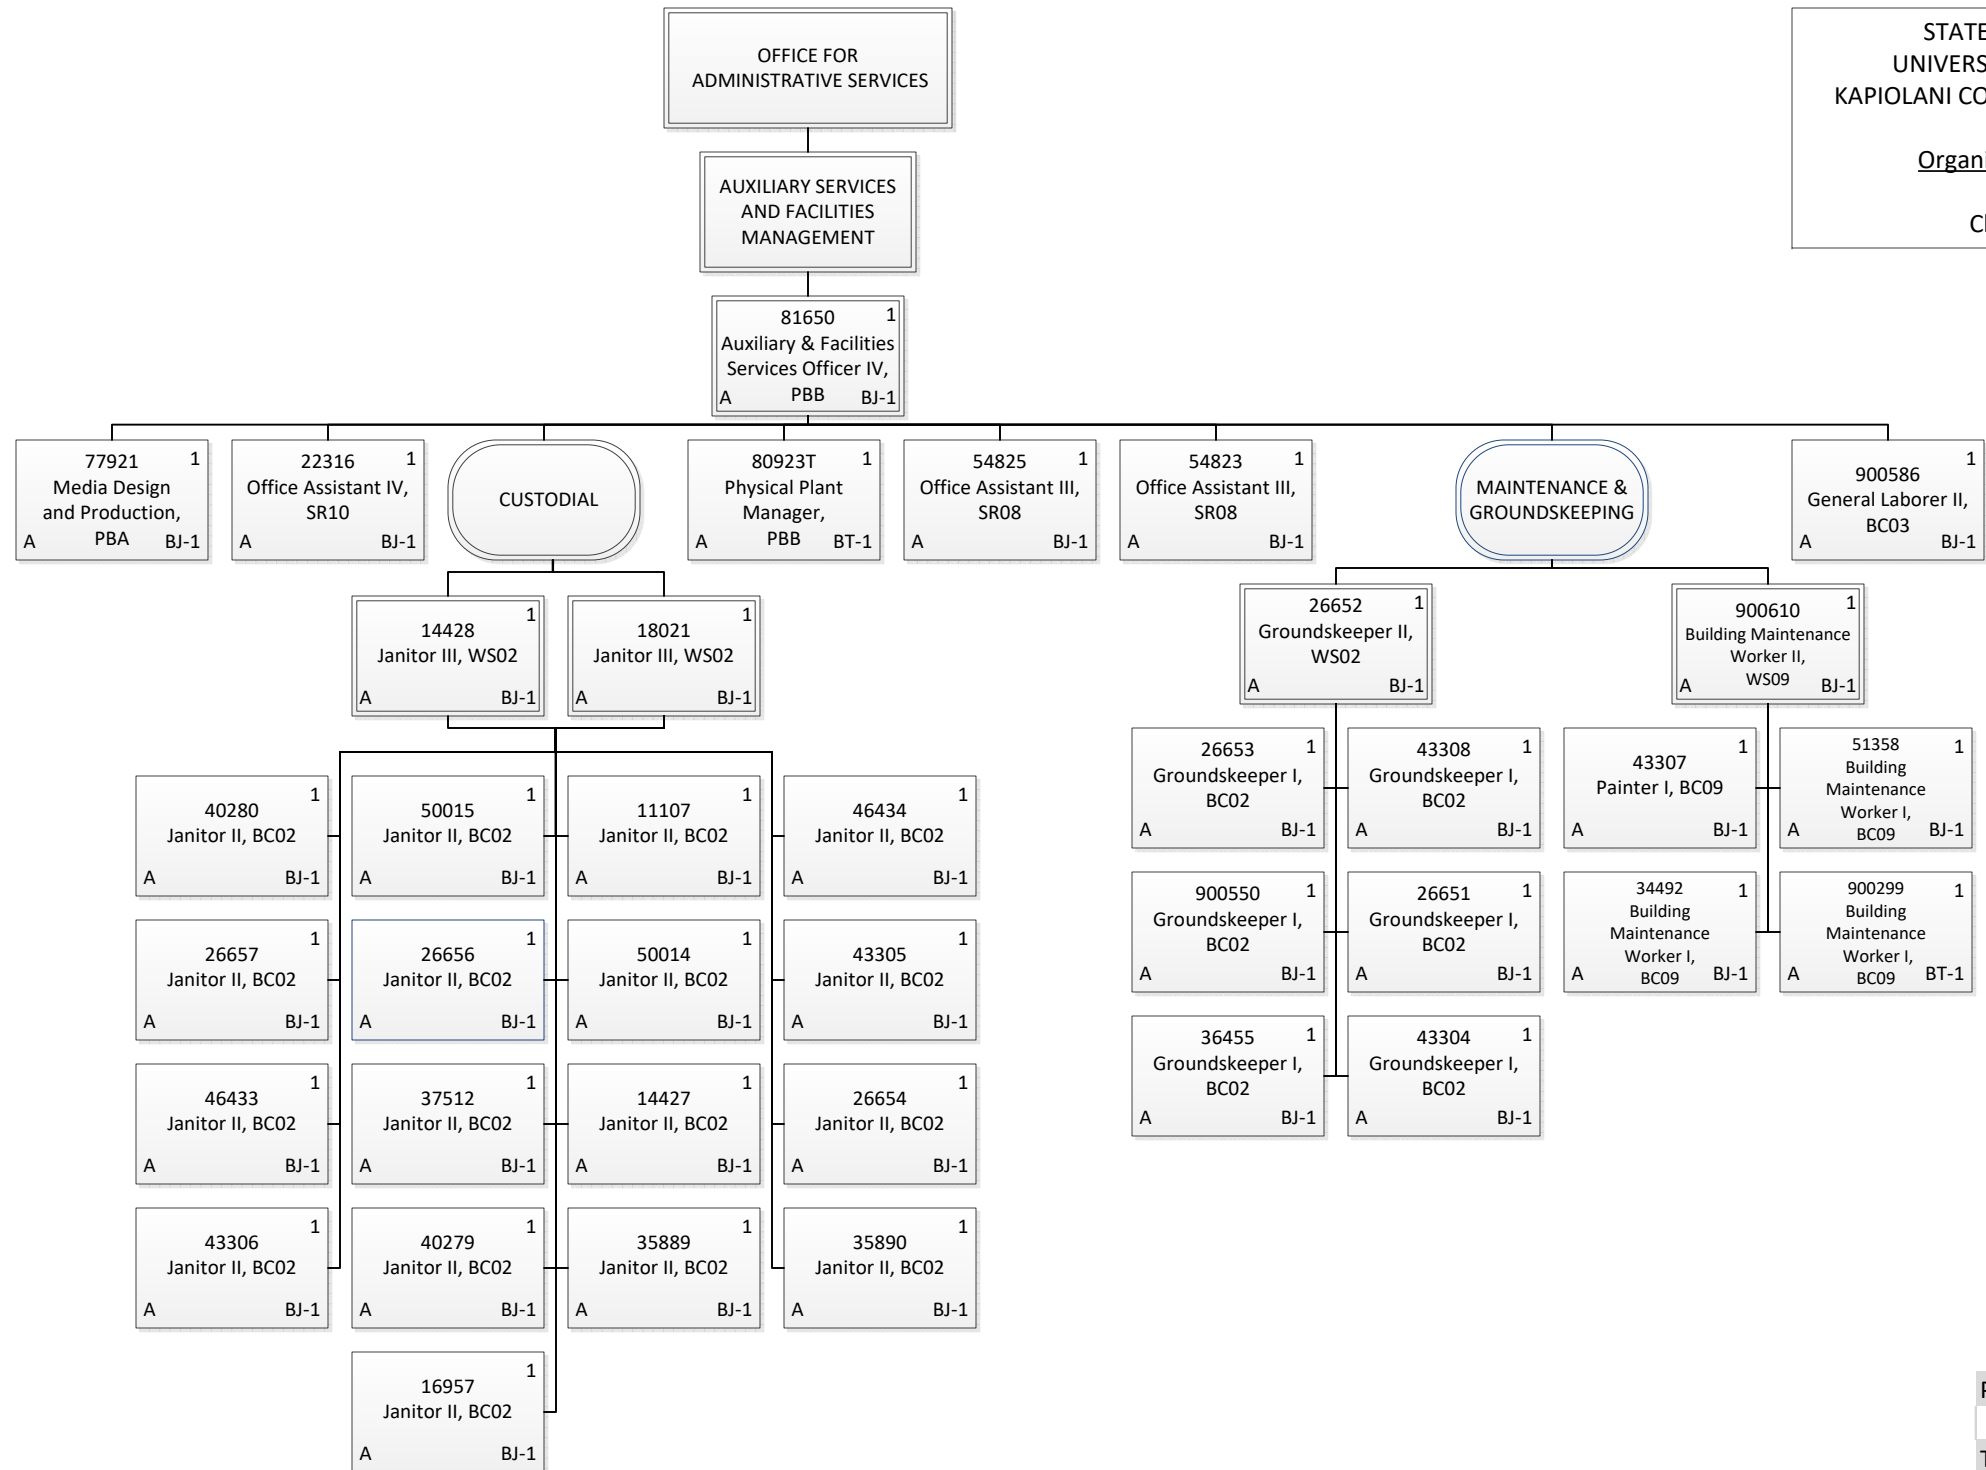 OFFICE FOR
ADMINISTRATIVE SERVICES
STATE
KAPIOLANI
AUXILIARY SERVICES
AND FACILITIES
MANAGEMENT
81650 1
Auxiliary & Facilities
Services Officer IV,
PBB
A BJ-1
77921 1
Media Design
and Production,
PBA
A BJ-1
22316 1
Office Assistant IV,
SR10
A BJ-1
CUSTODIAL
80923T 1
Physical Plant
Manager,
PBB
A BT-1
54825 1
Office Assistant III,
SR08
A BJ-1
54823 1
Office Assistant III,
SR08
A BJ-1
MAINTENANCE &
GROUNDSKEEPING
900586 1
General Laborer II,
BC03
A BJ-1
14428 1
Janitor III, WS02
A BJ-1
18021 1
Janitor III, WS02
A BJ-1
26652 1
Groundskeeper II,
WS02
A BJ-1
900610 1
Building Maintenance
Worker II,
WS09
A BJ-1
40280 1
Janitor II, BC02
A BJ-1
50015 1
Janitor II, BC02
A BJ-1
11107 1
Janitor II, BC02
A BJ-1
46434 1
Janitor II, BC02
A BJ-1
26657 1
Janitor II, BC02
A BJ-1
26656 1
Janitor II, BC02
A BJ-1
50014 1
Janitor II, BC02
A BJ-1
43305 1
Janitor II, BC02
A BJ-1
46433 1
Janitor II, BC02
A BJ-1
37512 1
Janitor II, BC02
A BJ-1
14427 1
Janitor II, BC02
A BJ-1
26654 1
Janitor II, BC02
A BJ-1
43306 1
Janitor II, BC02
A BJ-1
40279 1
Janitor II, BC02
A BJ-1
35889 1
Janitor II, BC02
A BJ-1
35890 1
Janitor II, BC02
A BJ-1
16957 1
Janitor II, BC02
A BJ-1
26653 1
Groundskeeper I,
BC02
A BJ-1
43308 1
Groundskeeper I,
BC02
A BJ-1
900550 1
Groundskeeper I,
BC02
A BJ-1
26651 1
Groundskeeper I,
BC02
A BJ-1
36455 1
Groundskeeper I,
BC02
A BJ-1
43304 1
Groundskeeper I,
BC02
A BJ-1
43307 1
Painter I, BC09
A BJ-1
51358 1
Building
Maintenance
Worker I,
BC09
A BJ-1
34492 1
Building
Maintenance
Worker I,
BC09
A BJ-1
900299 1
Building
Maintenance
Worker I,
BC09
A BT-1